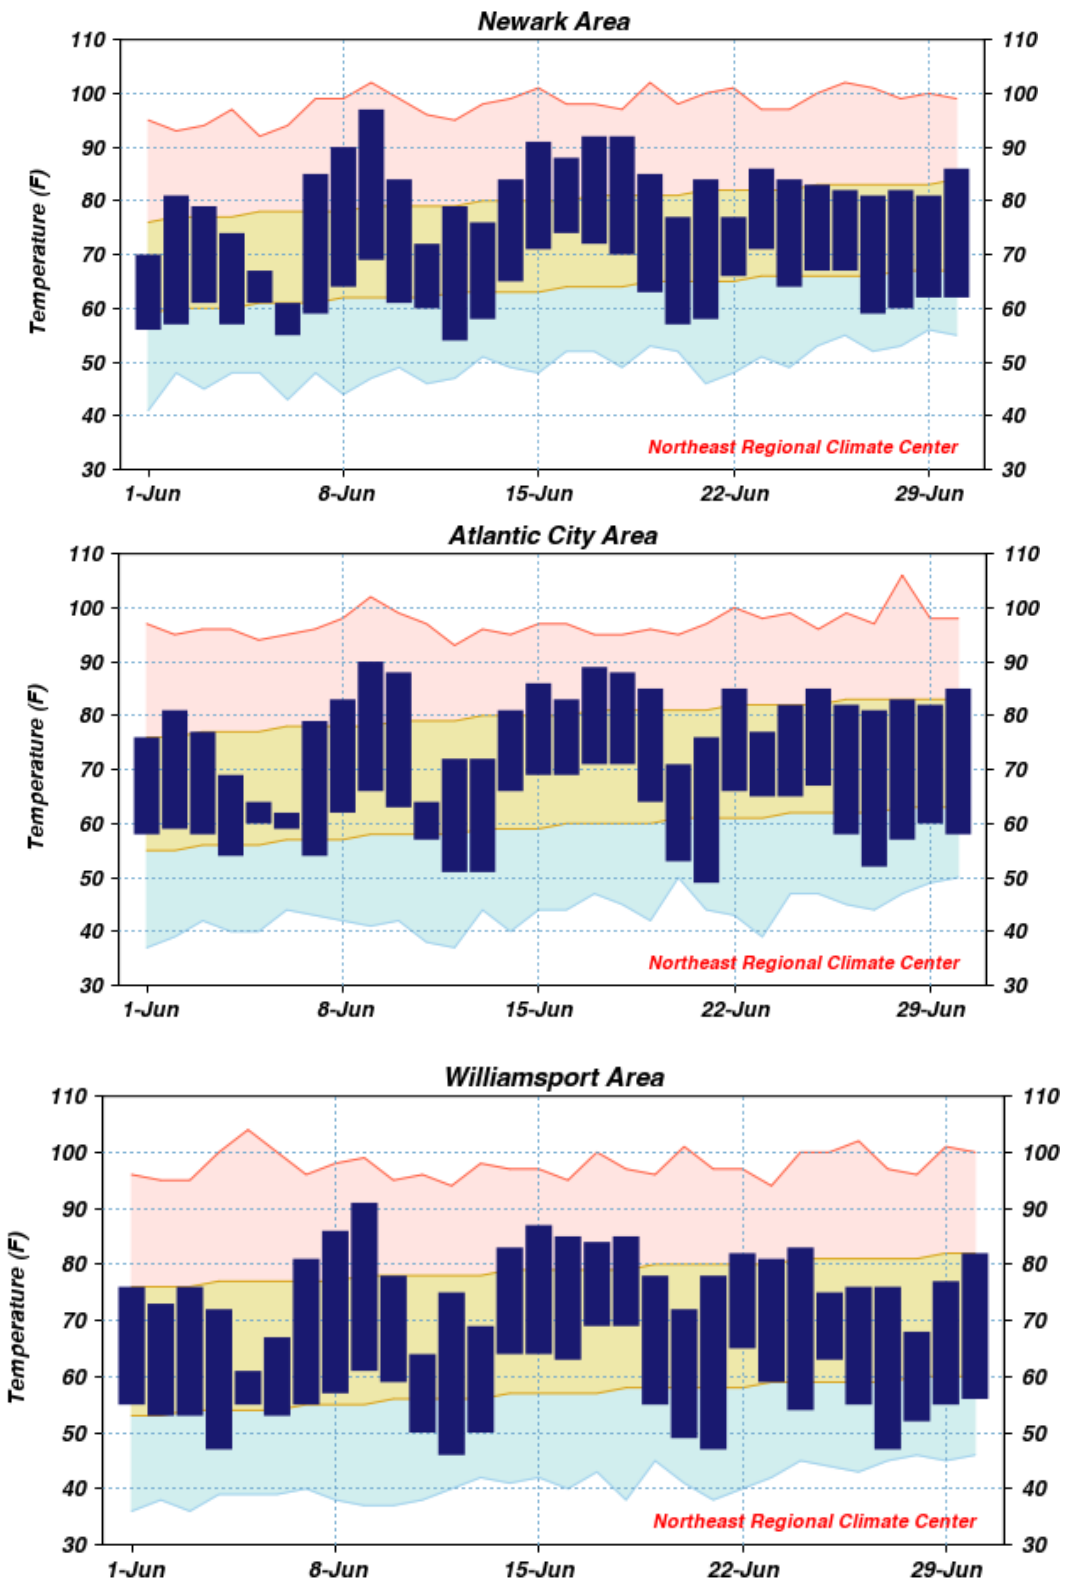 Newark Area
110 110
100 100
90 90
80 80
70 70
60 60
50 50
40 40
30 30
Temperature (F)
Northeast Regional Climate Center
1-Jun 8-Jun 15-Jun 22-Jun 29-Jun
Atlantic City Area
110 110
100 100
90 90
80 80
70 70
60 60
50 50
40 40
30 30
Temperature (F)
Northeast Regional Climate Center
1-Jun 8-Jun 15-Jun 22-Jun 29-Jun
Williamsport Area
110 110
100 100
90 90
80 80
70 70
60 60
50 50
40 40
30 30
Temperature (F)
Northeast Regional Climate Center
1-Jun 8-Jun 15-Jun 22-Jun 29-Jun